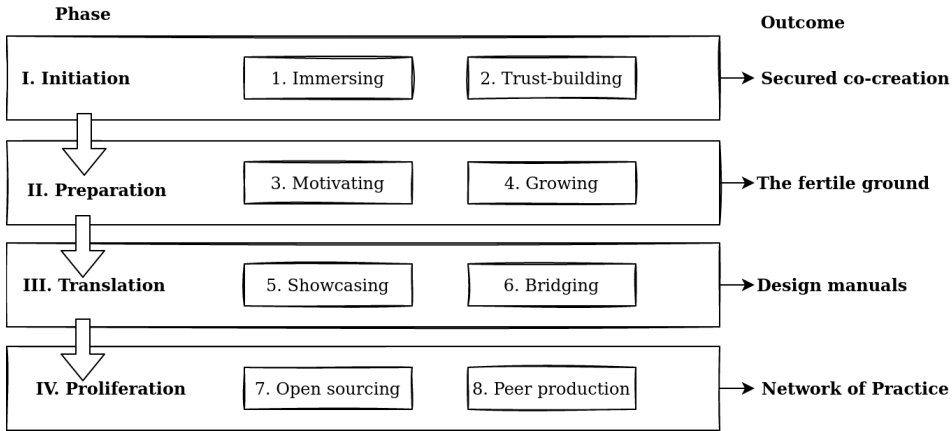 Phase
Outcome
I. Initiation
1. Immersing
2. Trust-building
Secured co-creation
II. Preparation
3. Motivating
4. Growing
The fertile ground
III. Translation
5. Showcasing
6. Bridging
Design manuals
IV. Proliferation
7. Open sourcing
8. Peer production
Network of Practice